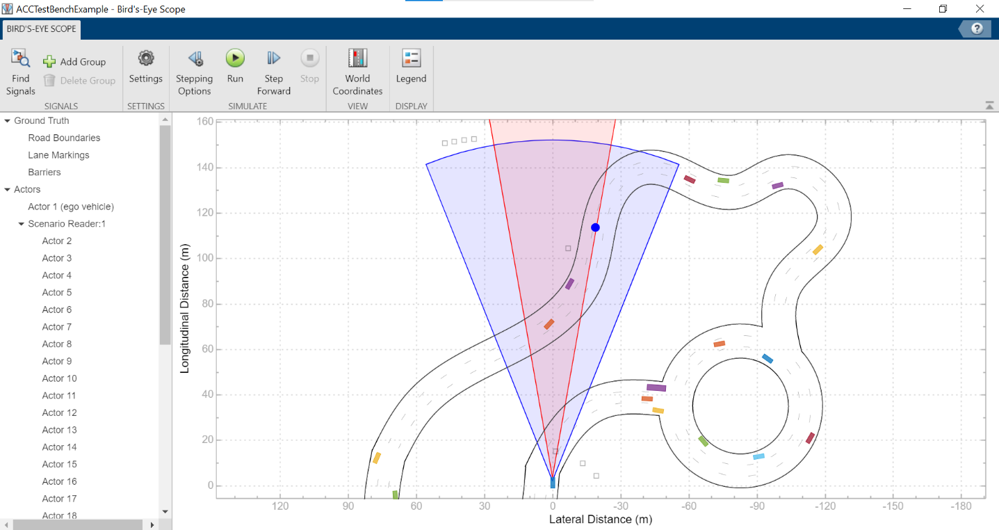 ACCTestBenchExample - Bird's-Eye Scope
BIRD'S-EYE SCOPE
?
Find
Signals
Add Group
Delete Group
SIGNALS
Settings
SETTINGS
Stepping
Options
Run
Step
Forward
Stop
SIMULATE
World
Coordinates
VIEW
Legend
DISPLAY
Ground Truth
Road Boundaries
Lane Markings
Barriers
Actors
Actor 1 (ego vehicle)
Scenario Reader:1
Actor 2
Actor 3
Actor 4
Actor 5
Actor 6
Actor 7
Actor 8
Actor 9
Actor 10
Actor 11
Actor 12
Actor 13
Actor 14
Actor 15
Actor 16
Actor 17
Actor 18
Longitudinal Distance (m)
160
140
120
100
80
60
40
20
0
120 90 60 30 0 -30 -60 -90 -120 -150 -180
Lateral Distance (m)